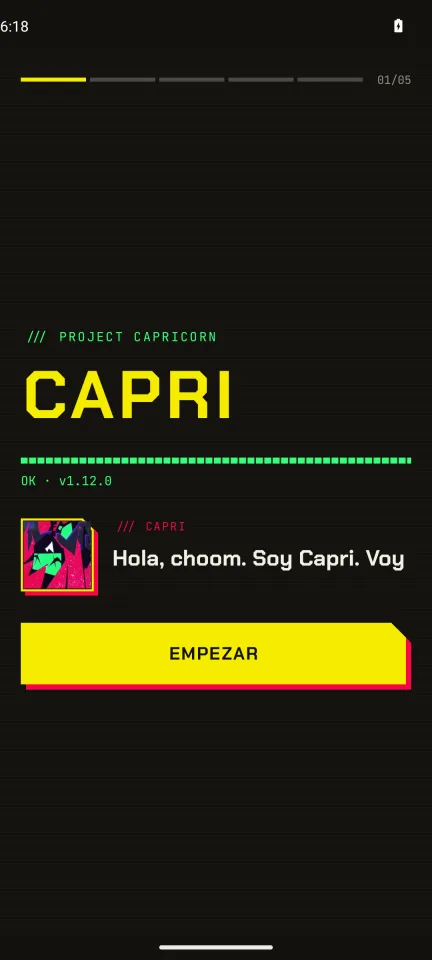 6:18
01/05
/// PROJECT CAPRICORN
CAPRI
OK · v1.12.0
/// CAPRI
Hola, choom. Soy Capri. Voy
EMPEZAR